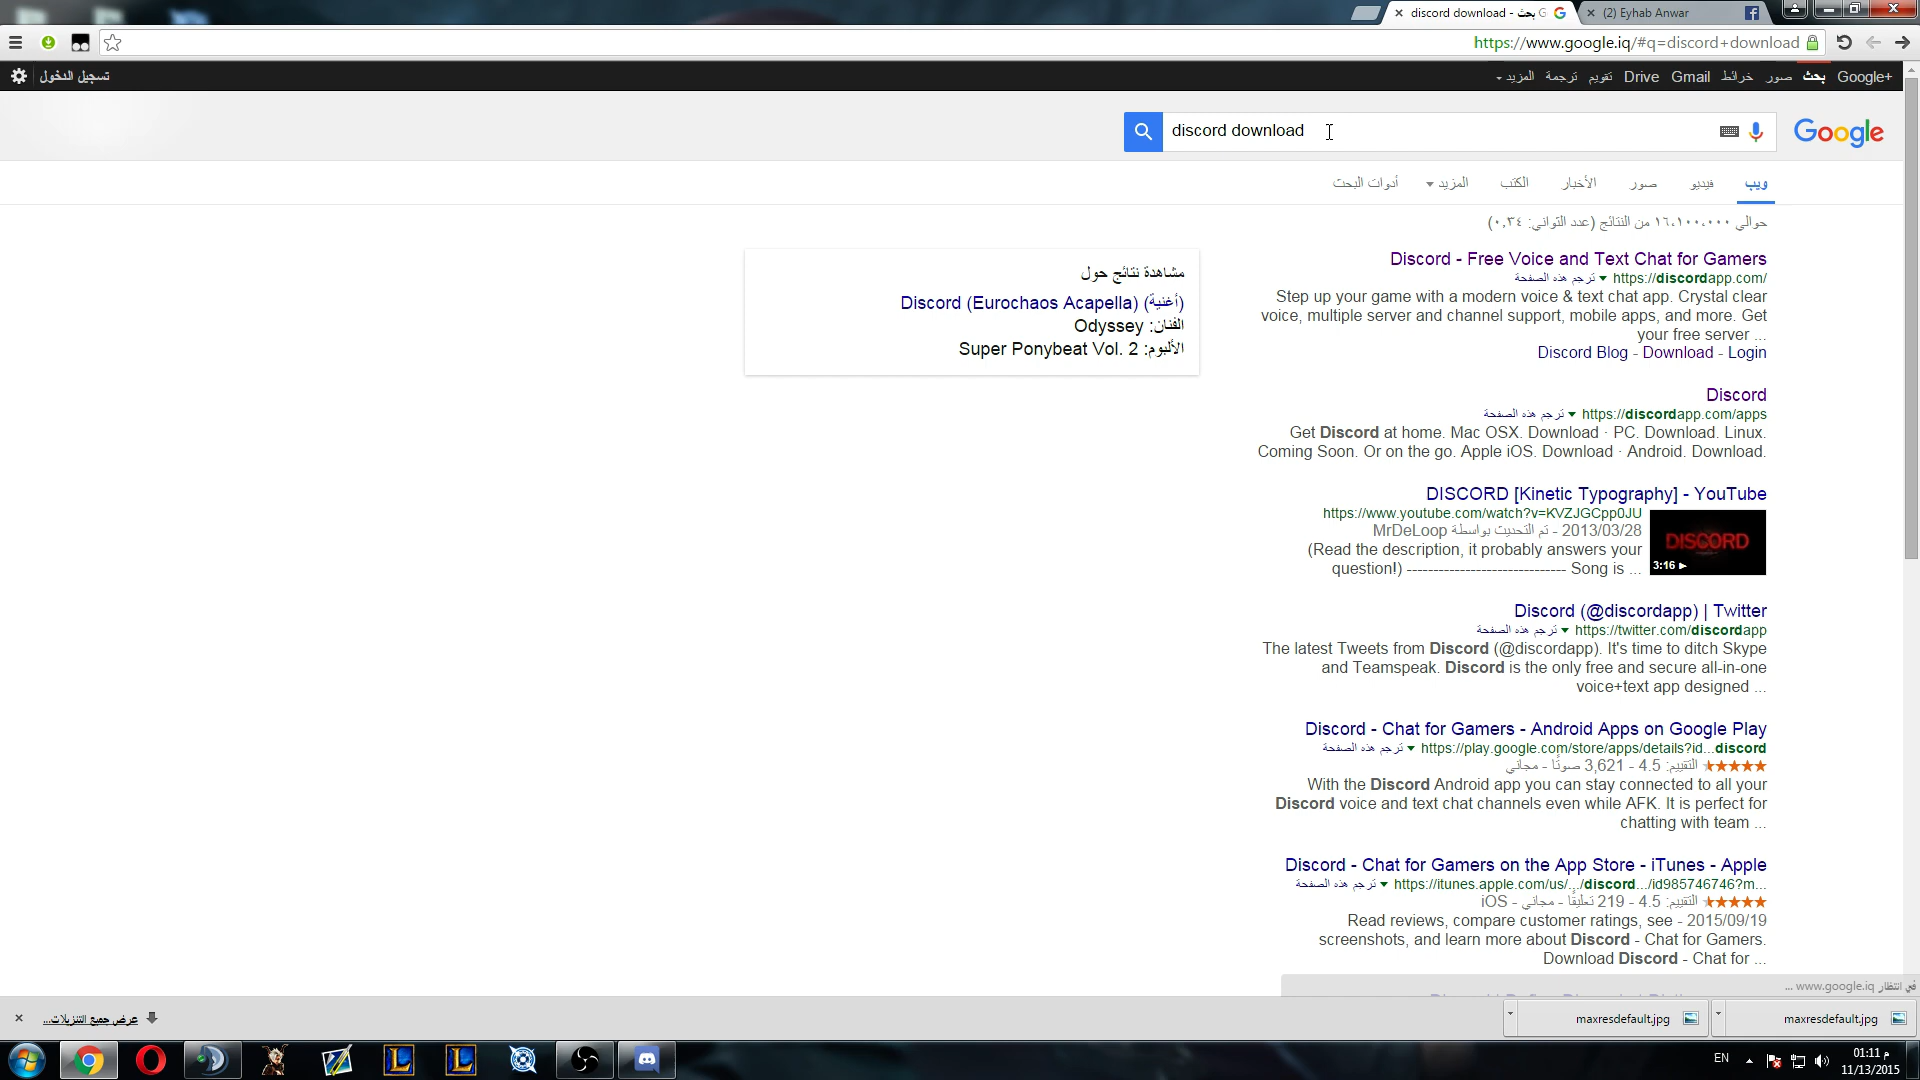 discord download - بحث G
(2) Eyhab Anwar
https://www.google.iq/#q=discord+download
Google+ بحث صور خرائط Gmail Drive تقويم ترجمة المزيد
تسجيل الدخول
discord download
Google
ويب فيديو صور الأخبار الكتب المزيد أدوات البحث
حوالي ١٦،١٠٠،٠٠٠ من النتائج (عدد الثواني: ٠,٣٤)
Discord - Free Voice and Text Chat for Gamers
https://discordapp.com/ ترجم هذه الصفحة
Step up your game with a modern voice & text chat app. Crystal clear
voice, multiple server and channel support, mobile apps, and more. Get
your free server ...
Discord Blog - Download - Login
Discord
https://discordapp.com/apps ترجم هذه الصفحة
Get Discord at home. Mac OSX. Download · PC. Download. Linux.
Coming Soon. Or on the go. Apple iOS. Download · Android. Download.
DISCORD [Kinetic Typography] - YouTube
https://www.youtube.com/watch?v=KVZJGCpp0JU
2013/03/28 - تم التحديث بواسطة MrDeLoop
(Read the description, it probably answers your
question!) ------------------------------ Song is ...
DISCORD
3:16
Discord (@discordapp) | Twitter
https://twitter.com/discordapp ترجم هذه الصفحة
The latest Tweets from Discord (@discordapp). It's time to ditch Skype
and Teamspeak. Discord is the only free and secure all-in-one
voice+text app designed ...
Discord - Chat for Gamers - Android Apps on Google Play
https://play.google.com/store/apps/details?id...discord ترجم هذه الصفحة
التقييم: 4.5 - 3,621 صوتًا - مجاني
With the Discord Android app you can stay connected to all your
Discord voice and text chat channels even while AFK. It is perfect for
chatting with team ...
Discord - Chat for Gamers on the App Store - iTunes - Apple
https://itunes.apple.com/us/.../discord.../id985746746?m... ترجم هذه الصفحة
التقييم: 4.5 - 219 تعليقًا - مجاني - iOS
2015/09/19 - Read reviews, compare customer ratings, see
screenshots, and learn more about Discord - Chat for Gamers.
Download Discord - Chat for ...
مشاهدة نتائج حول
Discord (Eurochaos Acapella) (أغنية)
الفنان: Odyssey
الألبوم: Super Ponybeat Vol. 2
في انتظار www.google.iq ...
maxresdefault.jpg
maxresdefault.jpg
عرض جميع التنزيلات...
EN
01:11 م
11/13/2015